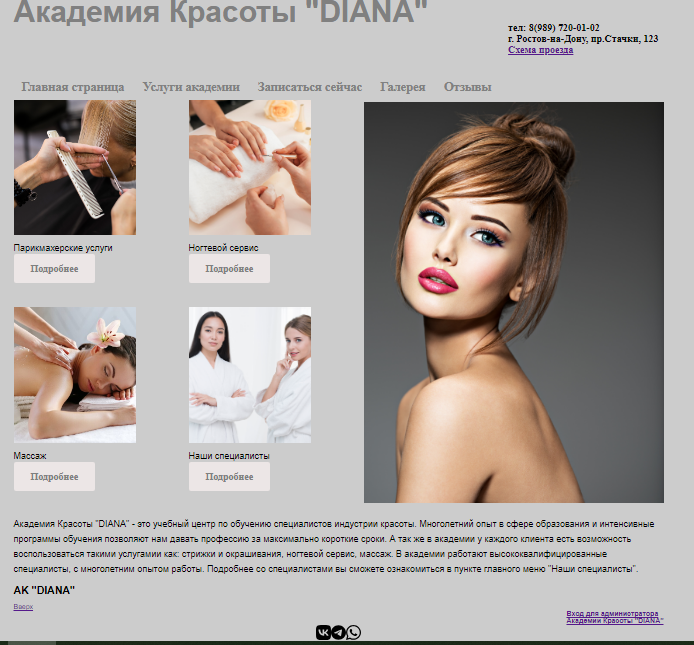 Академия Красоты "DIANA"
тел: 8(989) 720-01-02
г. Ростов-на-Дону, пр.Стачки, 123
Схема проезда
Главная страница Услуги академии Записаться сейчас Галерея Отзывы
Парикмахерские услуги
Подробнее
Ногтевой сервис
Подробнее
Массаж
Подробнее
Наши специалисты
Подробнее
Академия Красоты "DIANA" - это учебный центр по обучению специалистов индустрии красоты. Многолетний опыт в сфере образования и интенсивные
программы обучения позволяют нам давать профессию за максимально короткие сроки. А так же в академии у каждого клиента есть возможность
воспользоваться такими услугами как: стрижки и окрашивания, ногтевой сервис, массаж. В академии работают высококвалифицированные
специалисты, с многолетним опытом работы. Подробнее со специалистами вы сможете ознакомиться в пункте главного меню "Наши специалисты".
АК "DIANA"
Вверх
Вход для администратора
Академии Красоты "DIANA"